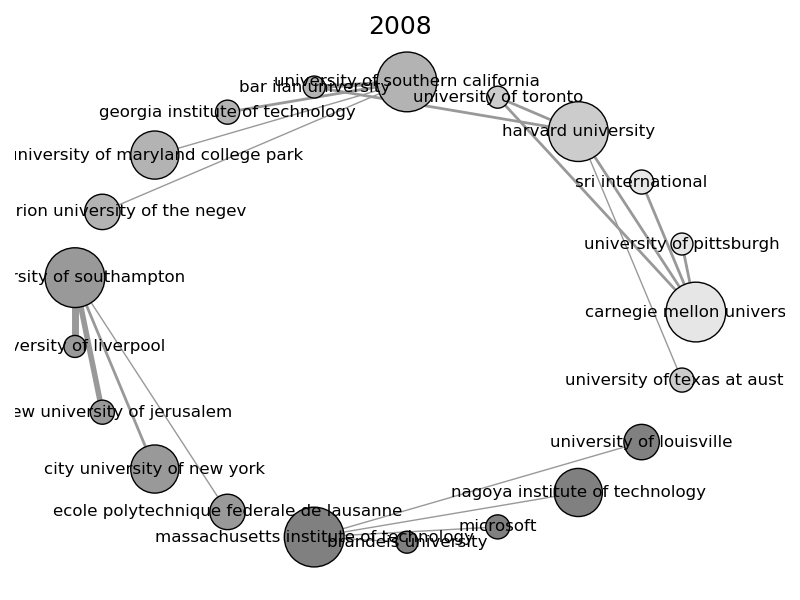 2008
university of southern california
bar ilan university
university of toronto
georgia institute of technology
harvard university
university of maryland college park
sri international
rion university of the negev
university of pittsburgh
rsity of southampton
carnegie mellon univers
versity of liverpool
university of texas at aust
ew university of jerusalem
university of louisville
city university of new york
nagoya institute of technology
ecole polytechnique federale de lausanne
microsoft
massachusetts institute of technology
brandeis university